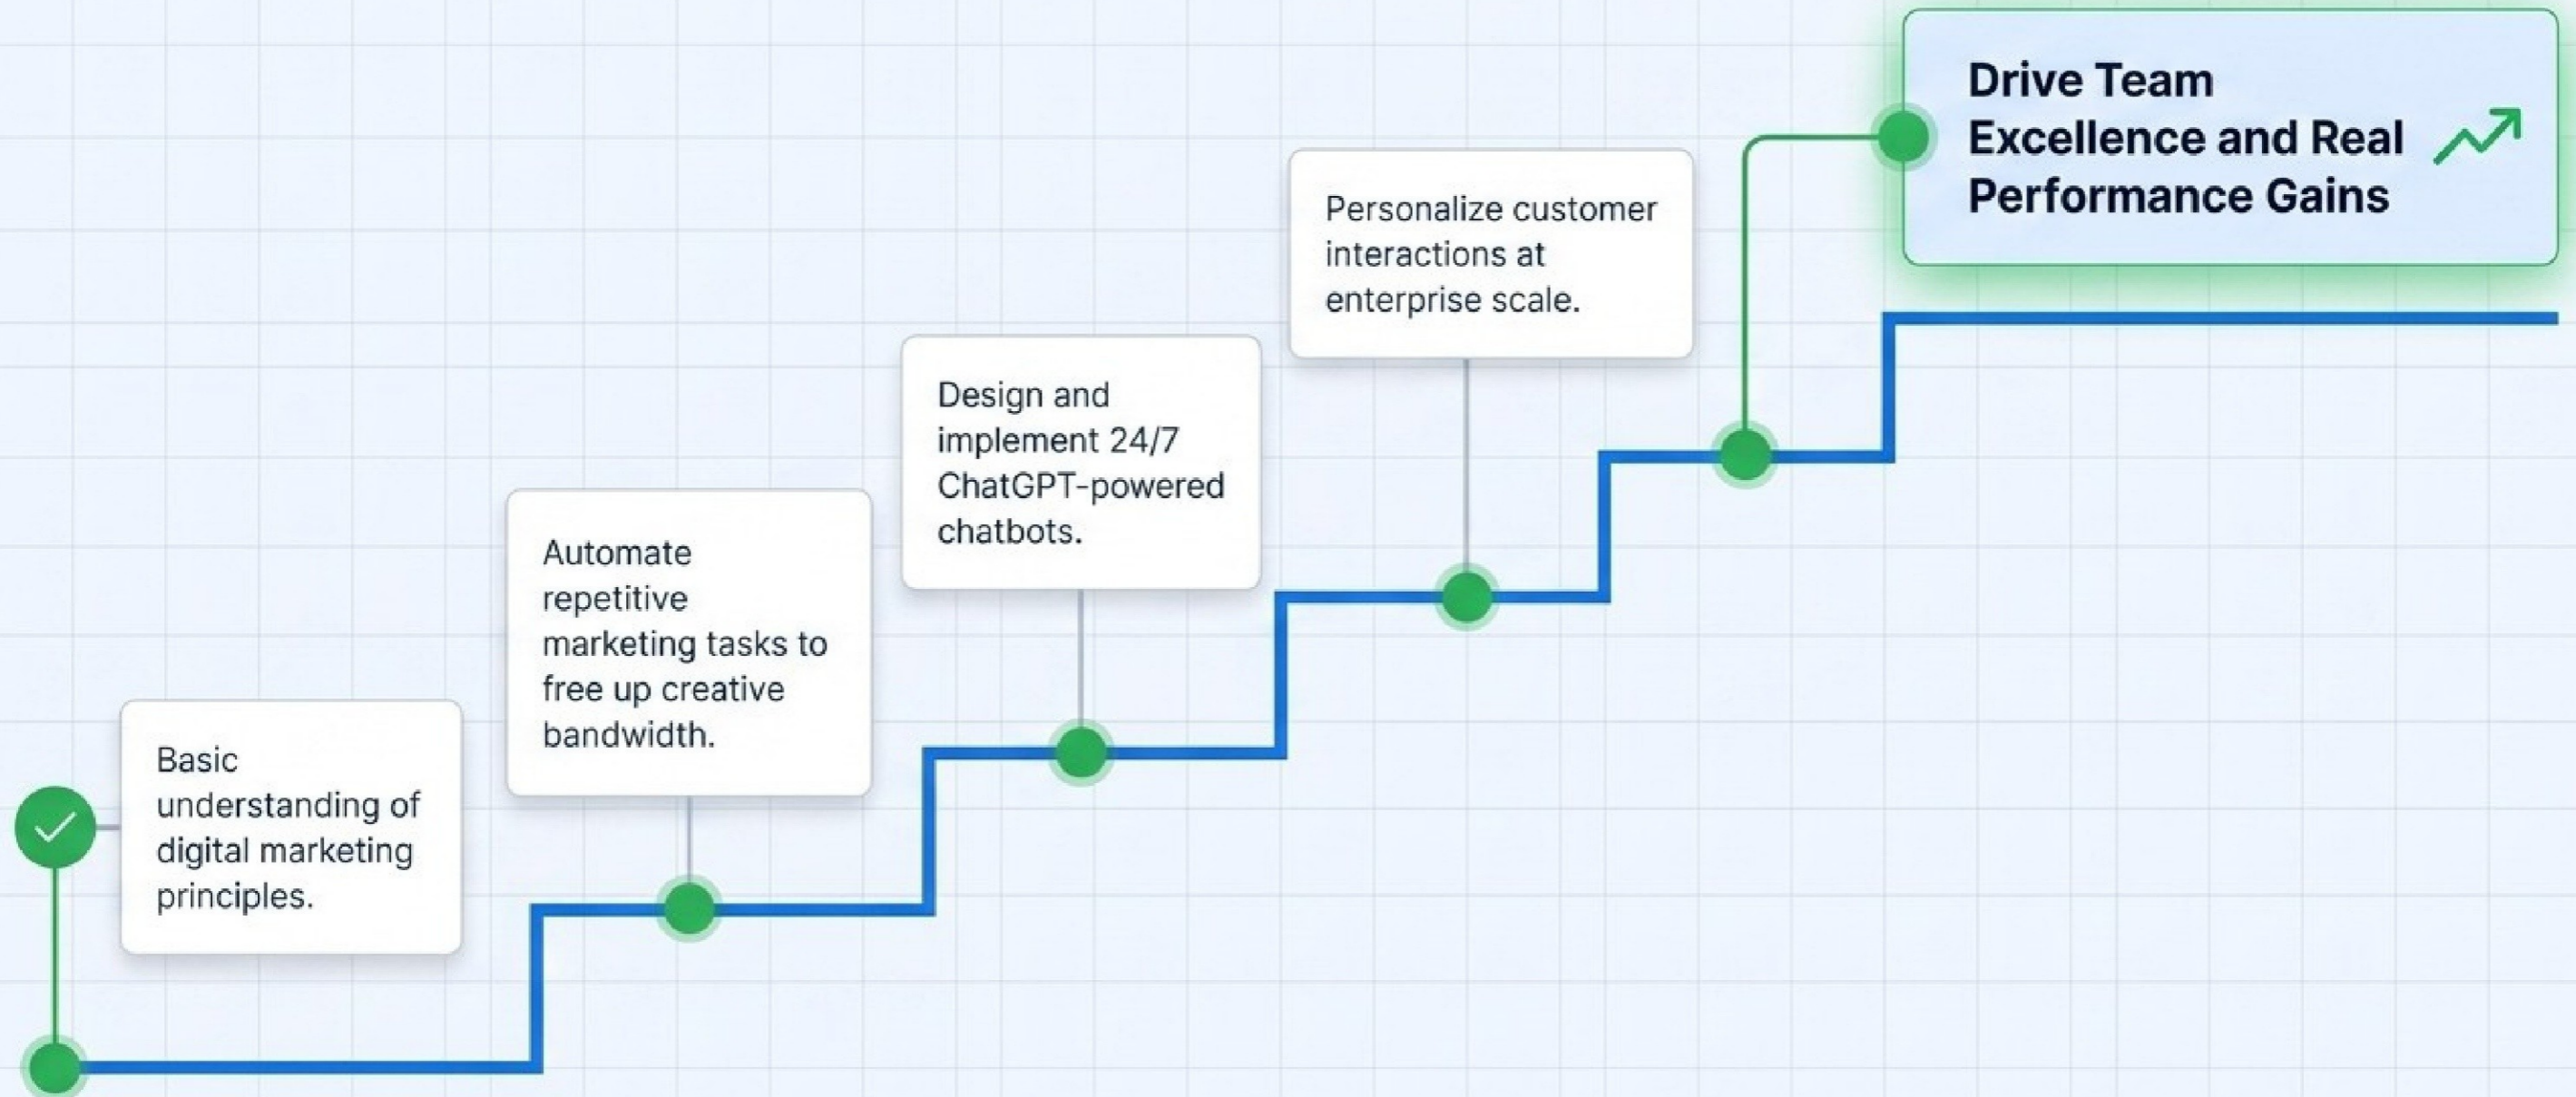 Drive Team
Excellence and Real
Performance Gains
Personalize customer
interactions at
enterprise scale.
Design and
implement 24/7
ChatGPT-powered
chatbots.
Automate
repetitive
marketing tasks to
free up creative
bandwidth.
Basic
understanding of
digital marketing
principles.